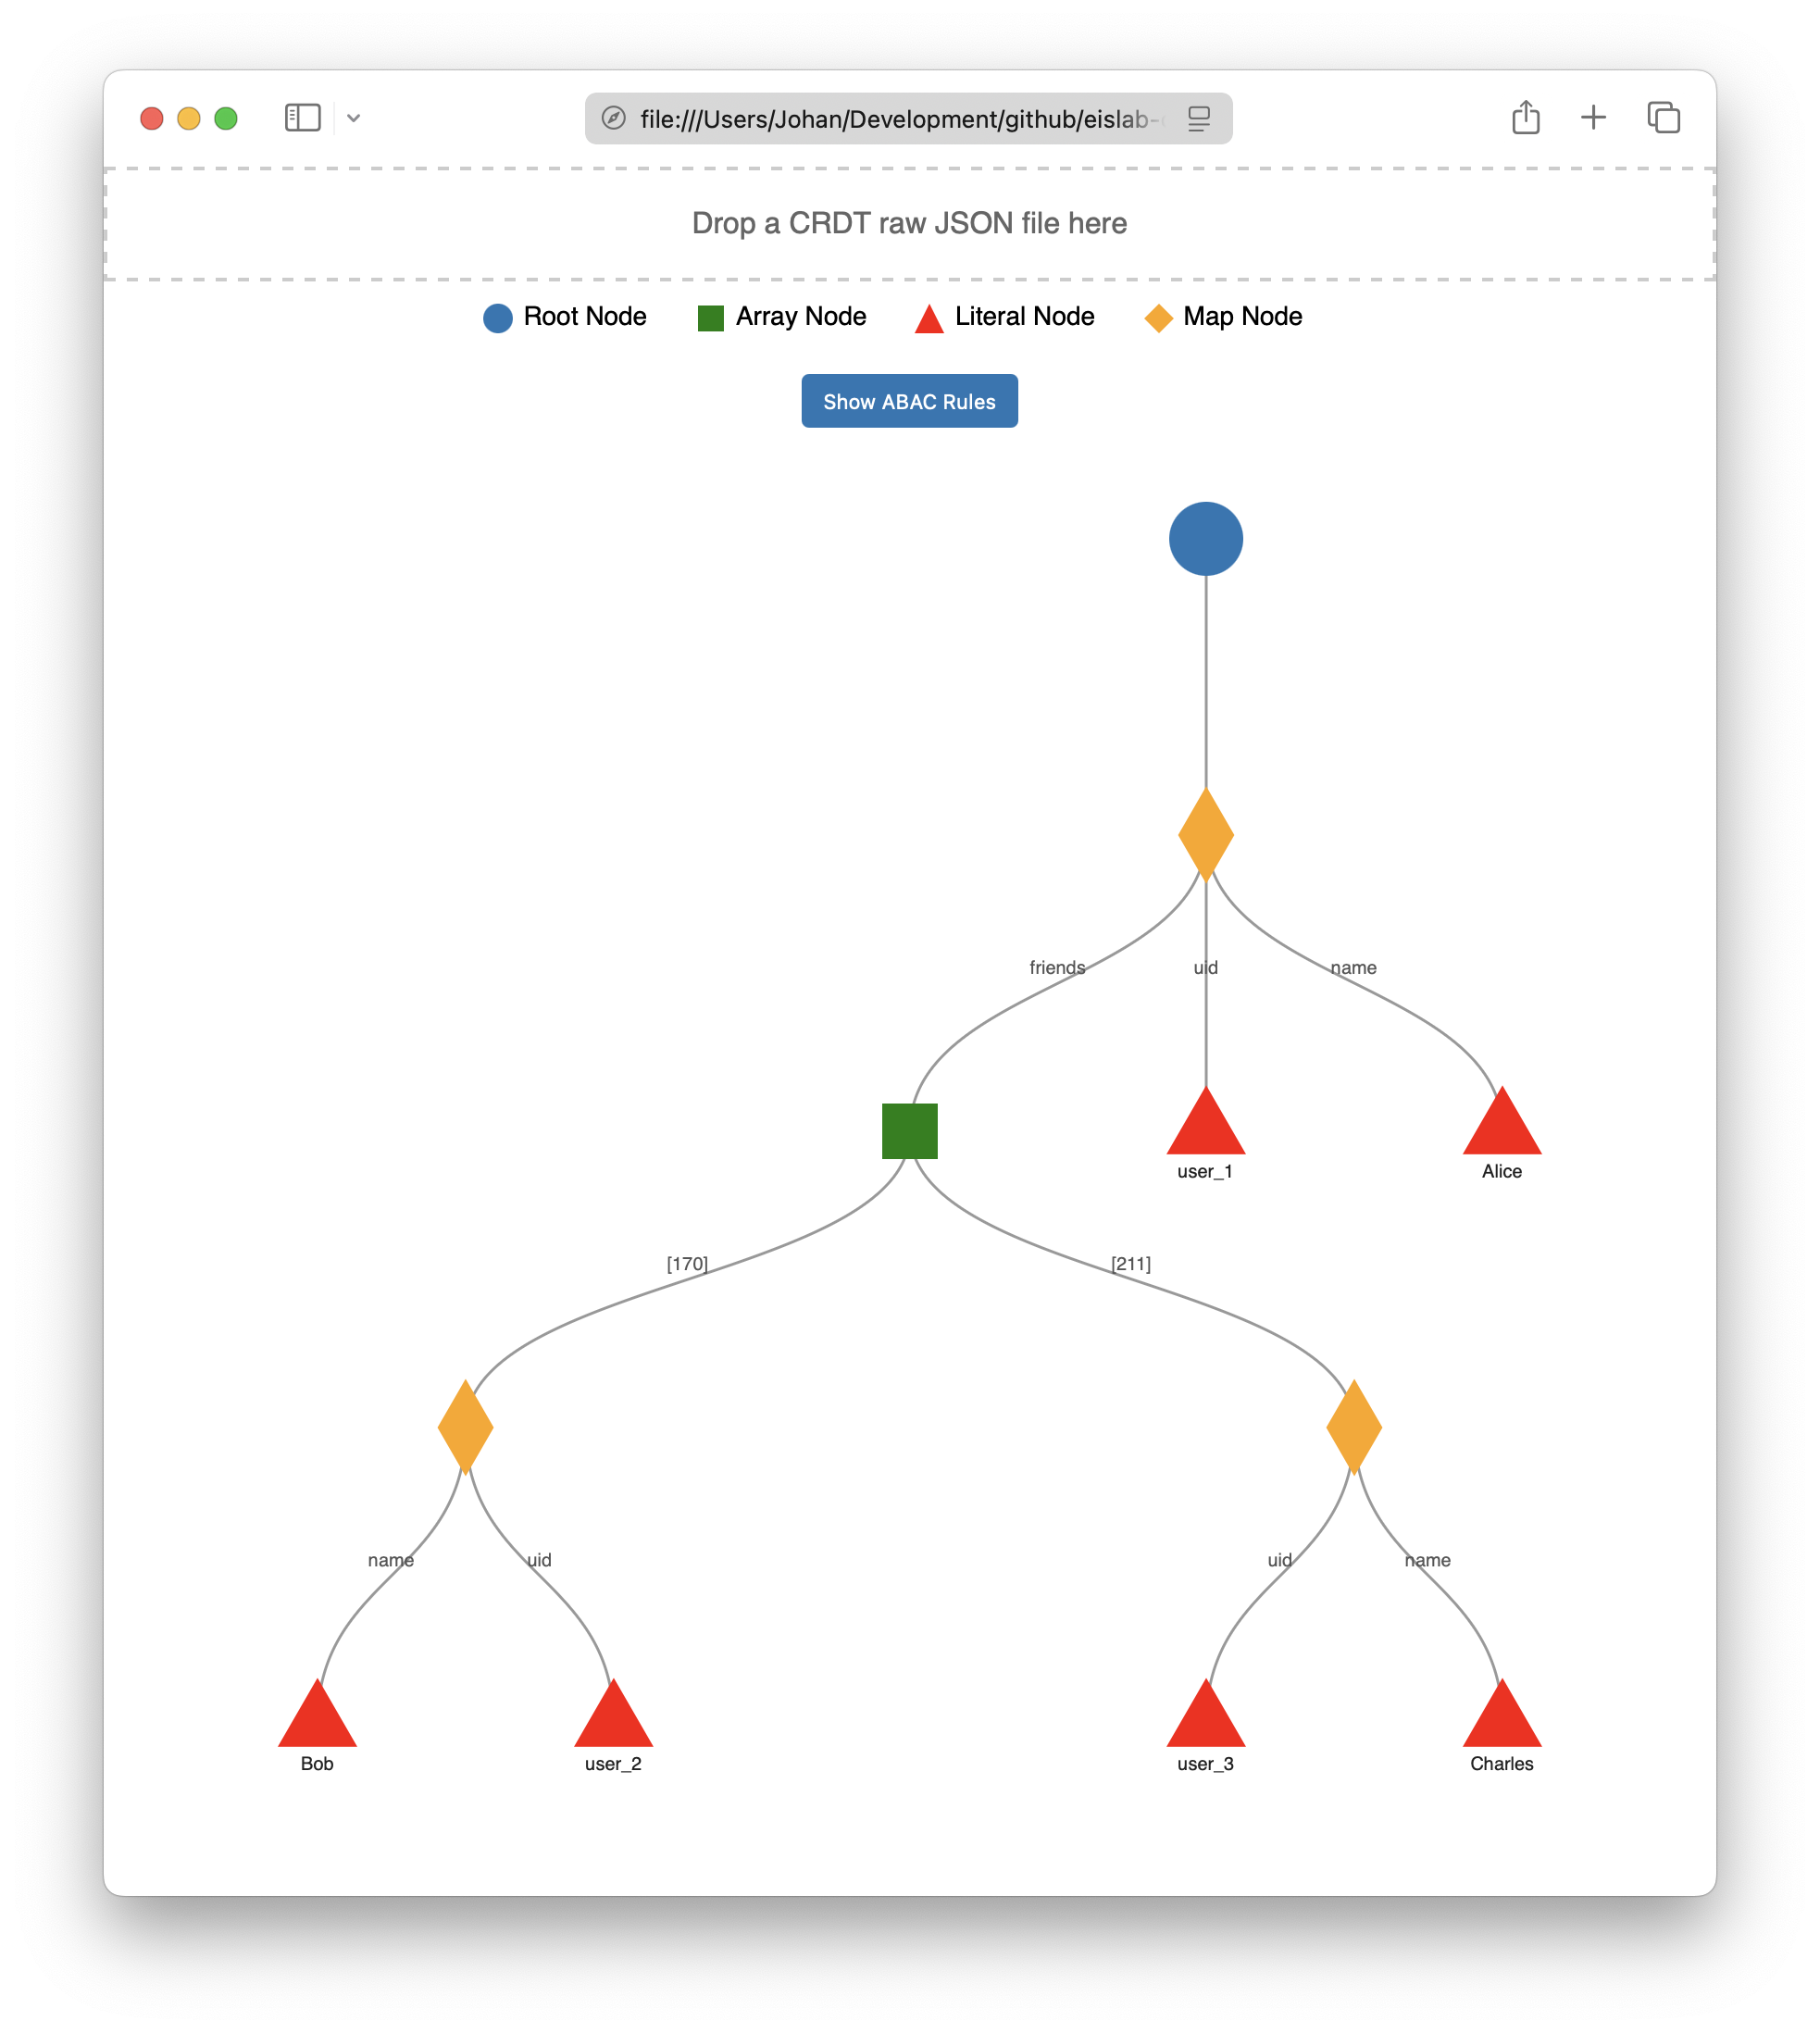 file:///Users/Johan/Development/github/eislab-
Drop a CRDT raw JSON file here
Root Node Array Node Literal Node Map Node
Show ABAC Rules
friends uid name
user_1 Alice
[170] [211]
name uid uid name
Bob user_2 user_3 Charles